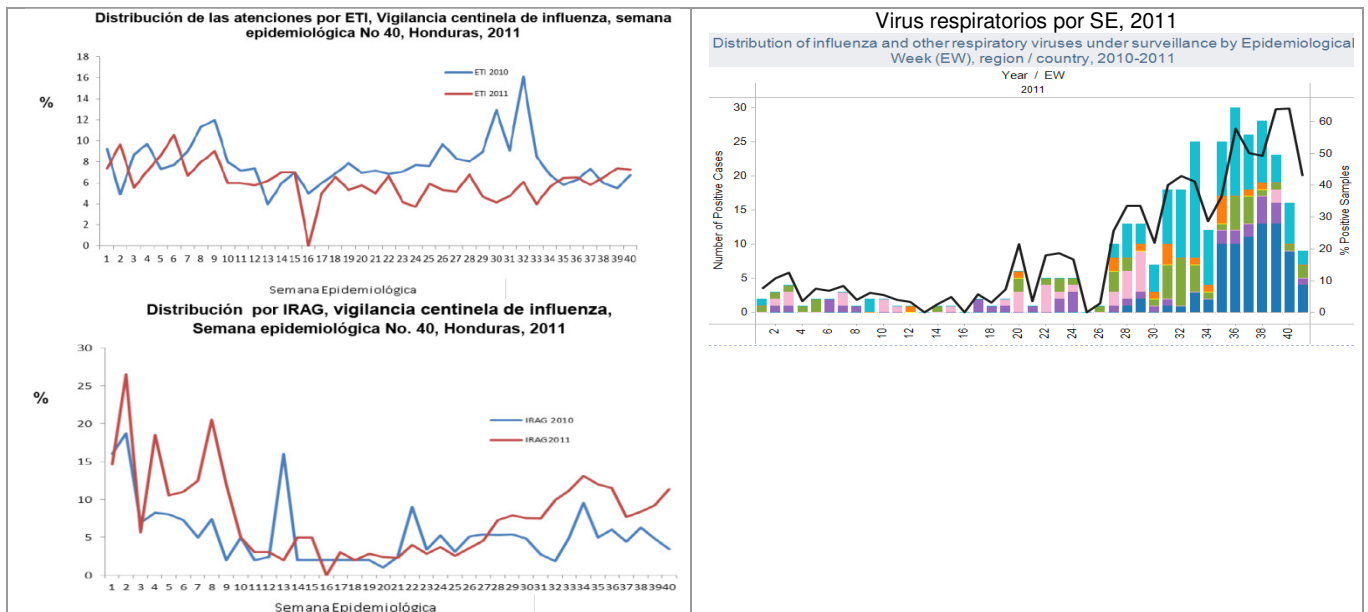 Distribución de las atenciones por ETI, Vigilancia centinela de influenza, semana
epidemiológica No 40, Honduras, 2011
18
16
14
12
10
8
6
4
2
0
%
ETI 2010
ETI 2011
1 2 3 4 5 6 7 8 9 10 11 12 13 14 15 16 17 18 19 20 21 22 23 24 25 26 27 28 29 30 31 32 33 34 35 36 37 38 39 40
Semana Epidemiológica
Distribución por IRAG, vigilancia centinela de influenza,
Semana epidemiológica No. 40, Honduras, 2011
30
25
20
15
10
5
0
%
IRAG 2010
IRAG2011
1 2 3 4 5 6 7 8 9 10 11 12 13 14 15 16 17 18 19 20 21 22 23 24 25 26 27 28 29 30 31 32 33 34 35 36 37 38 39 40
Semana Epidemiológica
Virus respiratorios por SE, 2011
Distribution of influenza and other respiratory viruses under surveillance by Epidemiological
Week (EW), region / country, 2010-2011
Year / EW
2011
Number of Positive Cases
30
25
20
15
10
5
0
% Positive Samples
60
50
40
30
20
10
0
2 4 6 8 10 12 14 16 18 20 22 24 26 28 30 32 34 36 38 40